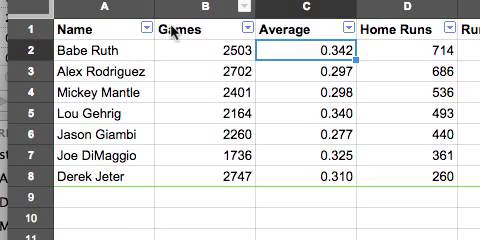 A B C D
1 Name Games Average Home Runs
2 Babe Ruth 2503 0.342 714
3 Alex Rodriguez 2702 0.297 686
4 Mickey Mantle 2401 0.298 536
5 Lou Gehrig 2164 0.340 493
6 Jason Giambi 2260 0.277 440
7 Joe DiMaggio 1736 0.325 361
8 Derek Jeter 2747 0.310 260
9
10
11